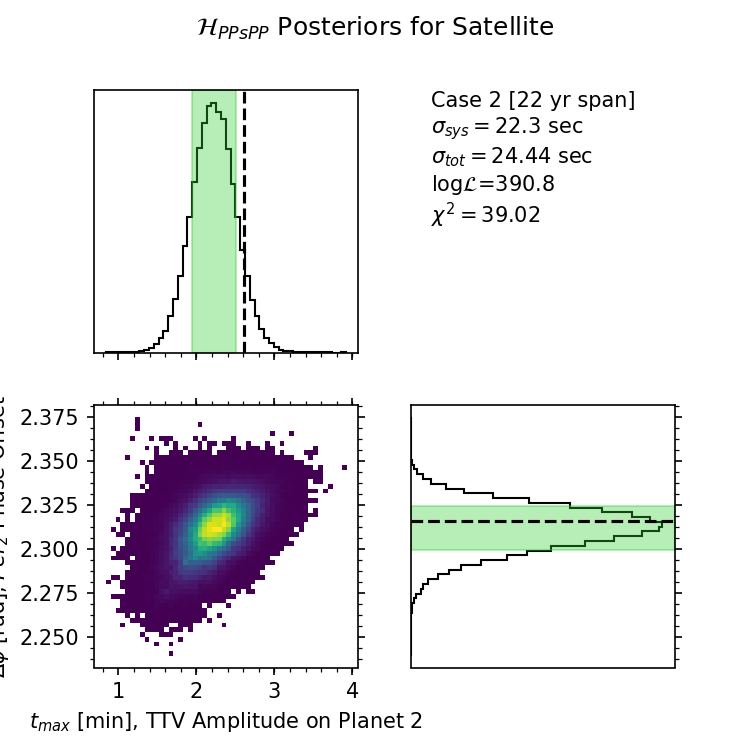 𝓗_PPsPP Posteriors for Satellite
Case 2 [22 yr span]
σ_sys = 22.3 sec
σ_tot = 24.44 sec
log𝓛=390.8
χ² = 39.02
2.375
2.350
2.325
2.300
2.275
2.250
1 2 3 4
t_max [min], TTV Amplitude on Planet 2